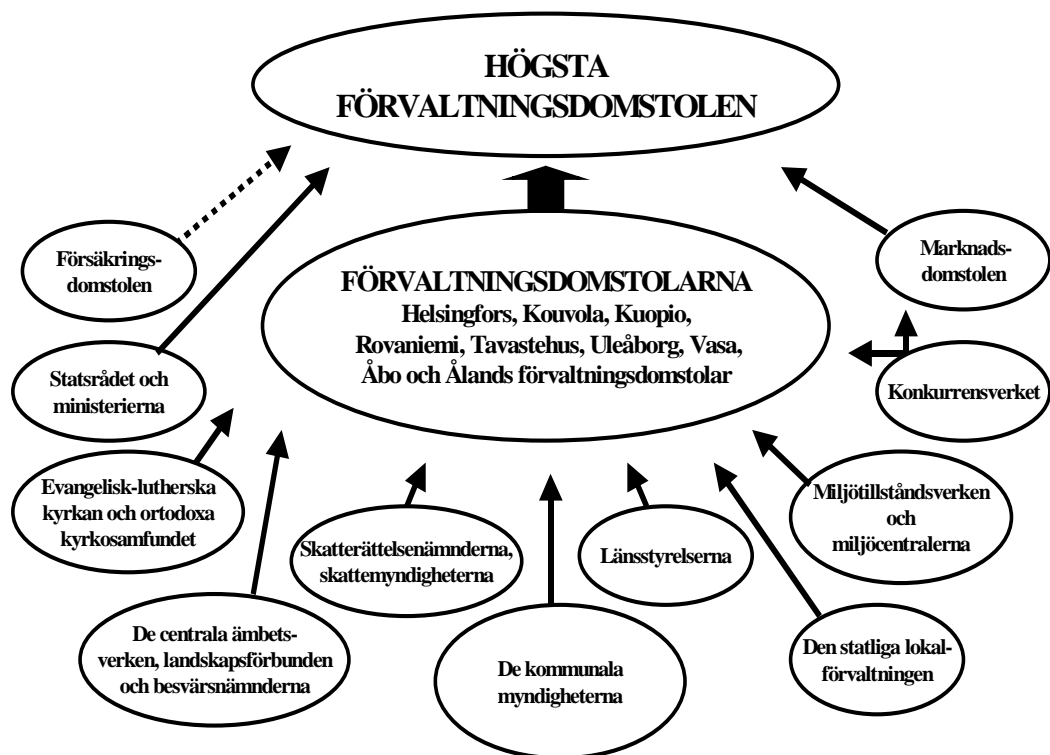 HÖGSTA
FÖRVALTNINGSDOMSTOLEN
Försäkrings-
domstolen
Marknads-
domstolen
FÖRVALTNINGSDOMSTOLARNA
Helsingfors, Kouvola, Kuopio,
Rovaniemi, Tavastehus, Uleåborg, Vasa,
Åbo och Ålands förvaltningsdomstolar
Statsrådet och
ministerierna
Konkurrensverket
Evangelisk-lutherska
kyrkan och ortodoxa
kyrkosamfundet
Skatterättelsenämnderna,
skattemyndigheterna
Länsstyrelserna
Miljötillståndsverken
och
miljöcentralerna
De centrala ämbets-
verken, landskapsförbunden
och besvärsnämnderna
De kommunala
myndigheterna
Den statliga lokal-
förvaltningen